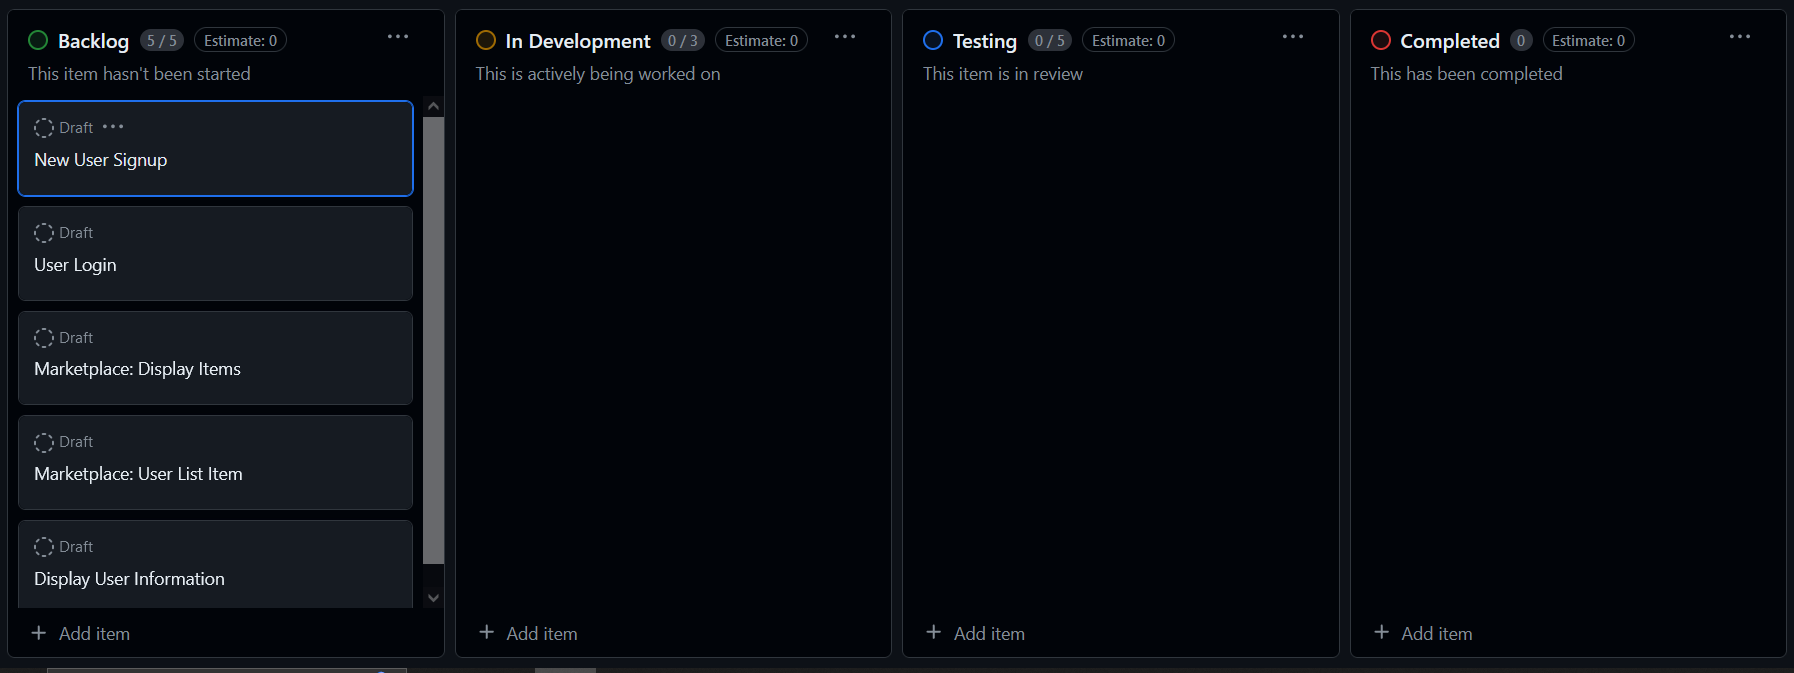 Backlog 5 / 5 Estimate: 0
This item hasn't been started
Draft
New User Signup
Draft
User Login
Draft
Marketplace: Display Items
Draft
Marketplace: User List Item
Draft
Display User Information
+ Add item
In Development 0 / 3 Estimate: 0
This is actively being worked on
+ Add item
Testing 0 / 5 Estimate: 0
This item is in review
+ Add item
Completed 0 Estimate: 0
This has been completed
+ Add item